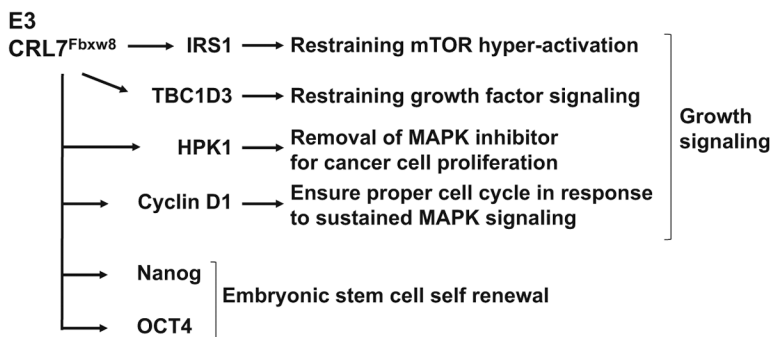 E3
CRL7Fbxw8
IRS1
Restraining mTOR hyper-activation
TBC1D3
Restraining growth factor signaling
HPK1
Removal of MAPK inhibitor
for cancer cell proliferation
Cyclin D1
Ensure proper cell cycle in response
to sustained MAPK signaling
Growth
signaling
Nanog
Embryonic stem cell self renewal
OCT4